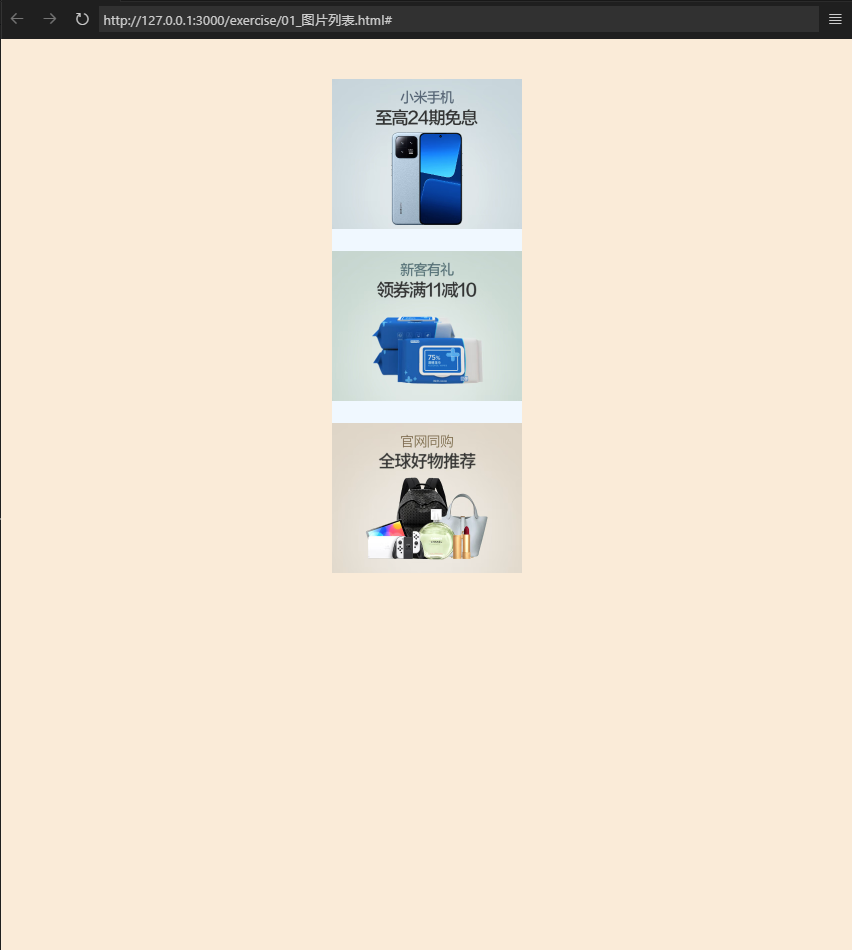 http://127.0.0.1:3000/exercise/01_图片列表.html#
小米手机
至高24期免息
新客有礼
领券满11减10
75%
官网同购
全球好物推荐